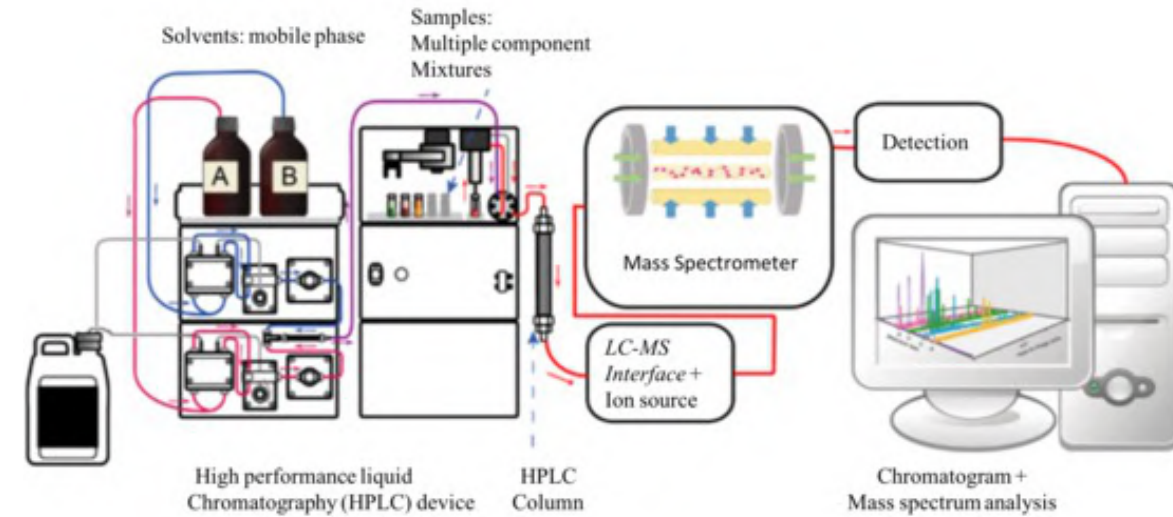 Samples:
Multiple component
Mixtures
Solvents: mobile phase
A
B
Detection
Mass Spectrometer
LC-MS
Interface +
Ion source
High performance liquid
Chromatography (HPLC) device
HPLC
Column
Chromatogram +
Mass spectrum analysis